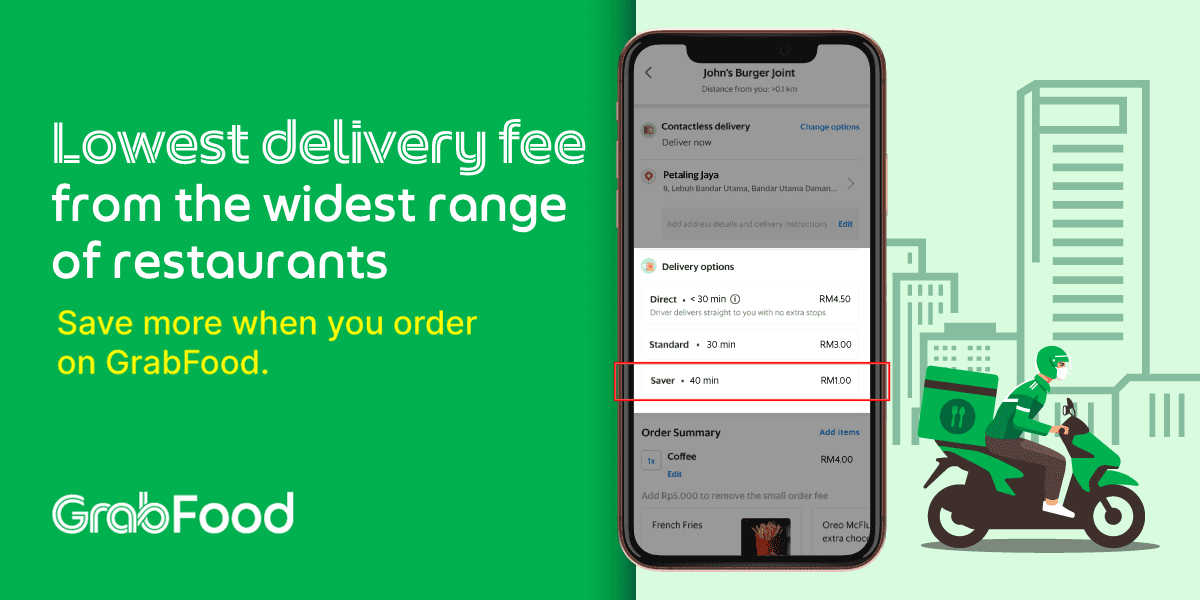 Lowest delivery fee
from the widest range
of restaurants
Save more when you order
on GrabFood.
GrabFood
John's Burger Joint
Distance from you: >0.1 km
Contactless delivery
Change options
Deliver now
Petaling Jaya
8, Lebuh Bandar Utama, Bandar Utama Daman...
Add address details and delivery instructions
Edit
Delivery options
Direct • < 30 min RM4.50
Driver delivers straight to you with no extra stops.
Standard • 30 min RM3.00
Saver • 40 min RM1.00
Order Summary
Add items
1x Coffee RM4.00
Edit
Add Rp5.000 to remove the small order fee
French Fries
Oreo McFlu
extra choc